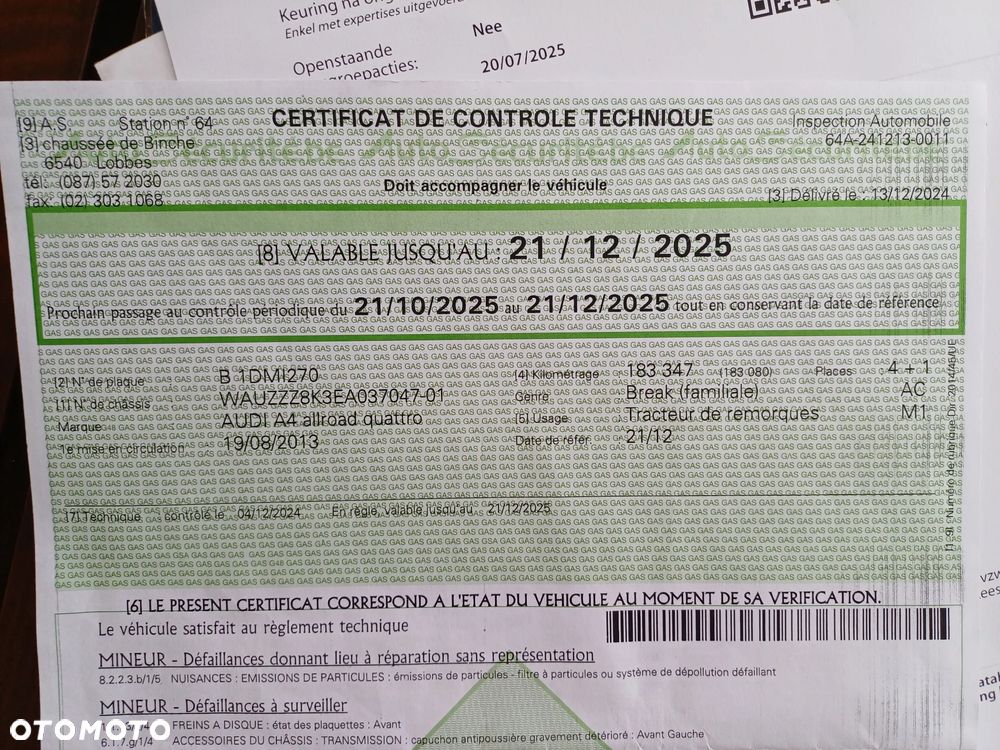 Keuring na ong
Enkel met expertises uitgevoerd
Openstaande
roepacties:
Nee
20/07/2025
[9] A.S. Station n° 64
[3] chaussée de Binche
6540 Lobbes
tél. (087) 57 2030
fax. (02) 303 1068
CERTIFICAT DE CONTROLE TECHNIQUE
Inspection Automobile
64A-241213-0011
Doit accompagner le véhicule
[3] Délivré le : 13/12/2024
[8] VALABLE JUSQU'AU : 21 / 12 / 2025
Prochain passage au contrôle périodique du 21/10/2025 au 21/12/2025 tout en conservant la date de référence.
[2] N° de plaque B 1DMI270
[4] Kilométrage 183 347 (183 080) Places 4 + 1
[1] N° de châssis WAUZZZ8K3EA037047-01
Genre Break (familiale) AC
Marque AUDI A4 allroad quattro
[5] Usage Tracteur de remorques M1
1e mise en circulation 19/08/2013
Date de référ. 21/12
[7] Technique contrôlé le : 04/12/2024 En règle, valable jusqu'au 21/12/2025
[6] LE PRESENT CERTIFICAT CORRESPOND A L'ETAT DU VEHICULE AU MOMENT DE SA VERIFICATION.
Le véhicule satisfait au règlement technique
MINEUR - Défaillances donnant lieu à réparation sans représentation
8.2.2.3.b/1/5 NUISANCES : EMISSIONS DE PARTICULES : émissions de particules - filtre à particules ou système de dépollution défaillant
MINEUR - Défaillances à surveiller
FREINS A DISQUE : état des plaquettes : Avant
6.1.7.g/1/4 ACCESSOIRES DU CHÂSSIS : TRANSMISSION : capuchon antipoussière gravement détérioré : Avant Gauche
OTOMOTO